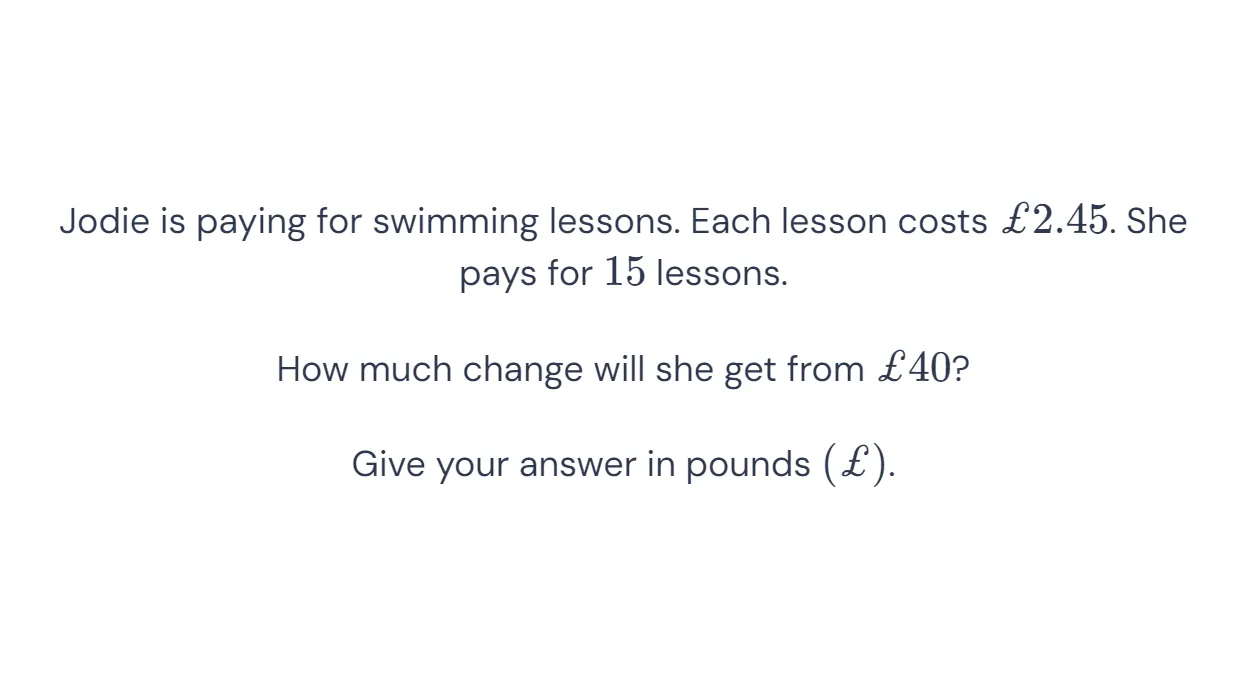 Jodie is paying for swimming lessons. Each lesson costs £2.45. She
pays for 15 lessons.
How much change will she get from £40?
Give your answer in pounds (£).